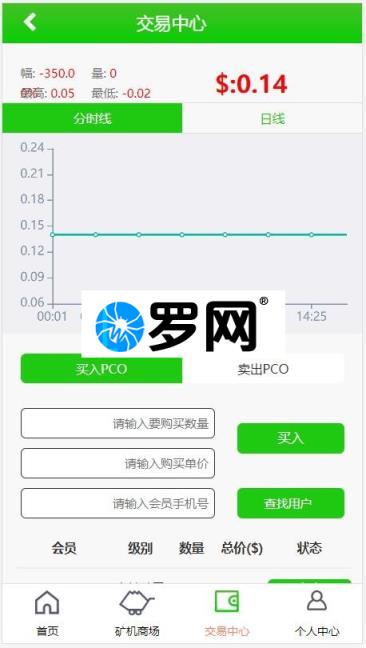 交易中心
幅: -350.0 量: 0
最高: 0.05 最低: -0.02
$:0.14
分时线 日线
0.24
0.21
0.18
0.15
0.12
0.09
0.06
00:01 14:25
罗网®
买入PCO 卖出PCO
请输入要购买数量
买入
请输入购买单价
请输入会员手机号
查找用户
会员 级别 数量 总价($) 状态
首页 矿机商场 交易中心 个人中心